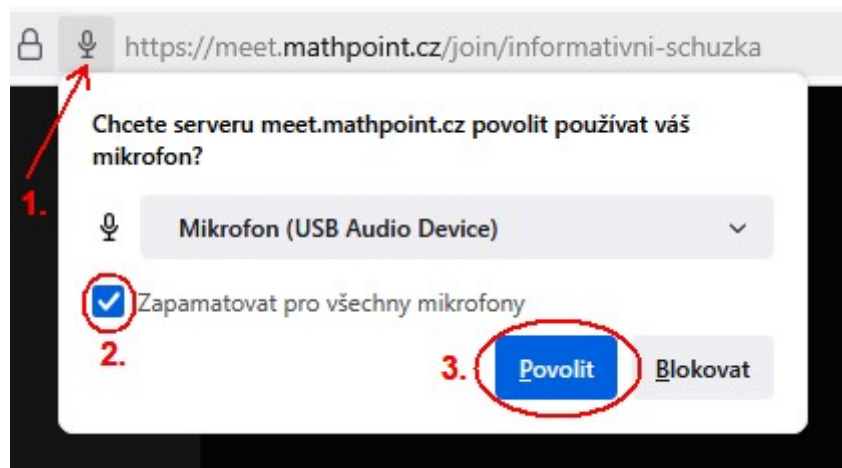 https://meet.mathpoint.cz/join/informativni-schuzka
Chcete serveru meet.mathpoint.cz povolit používat váš
mikrofon?
1.
Mikrofon (USB Audio Device)
Zapamatovat pro všechny mikrofony
2.
3.
Povolit
Blokovat